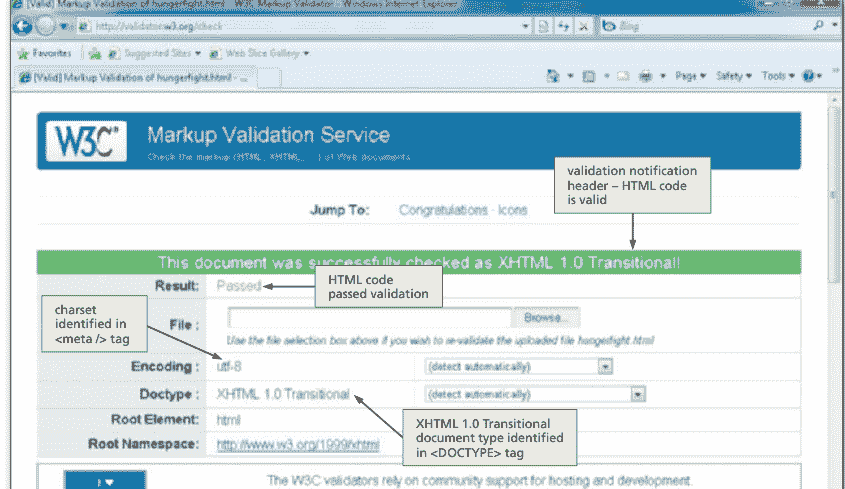 [Valid] Markup Validation of hungerfight.html - W3C Markup Validator - Windows Internet Explorer
http://validator.w3.org/check
Bing
Favorites Suggested Sites Web Slice Gallery
[Valid] Markup Validation of hungerfight.html - ...
Page Safety Tools
W3C
Markup Validation Service
Check the markup (HTML, XHTML, ...) of Web documents
validation notification
header – HTML code
is valid
Jump To: Congratulations · Icons
This document was successfully checked as XHTML 1.0 Transitional!
Result: Passed
HTML code
passed validation
charset
identified in
<meta /> tag
File : Browse...
Use the file selection box above if you wish to re-validate the uploaded file hungerfight.html
Encoding : utf-8 (detect automatically)
Doctype : XHTML 1.0 Transitional (detect automatically)
XHTML 1.0 Transitional
document type identified
in <DOCTYPE> tag
Root Element: html
Root Namespace: http://www.w3.org/1999/xhtml
I ♥
The W3C validators rely on community support for hosting and development.